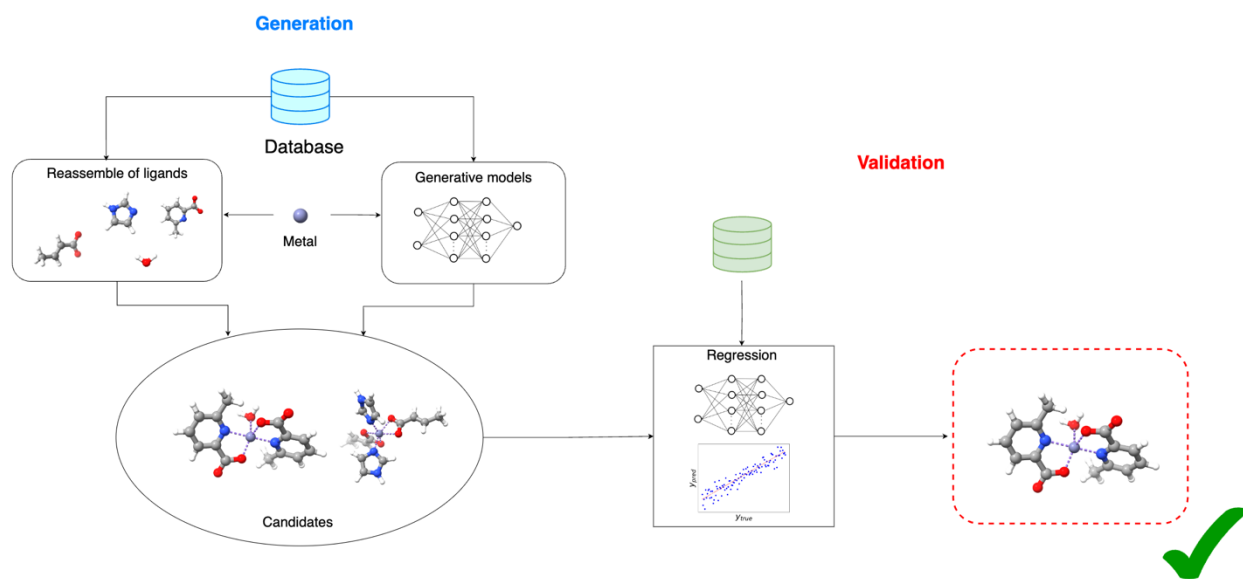 Generation
Database
Reassemble of ligands
Generative models
Metal
Candidates
Validation
Regression
y_pred
y_true